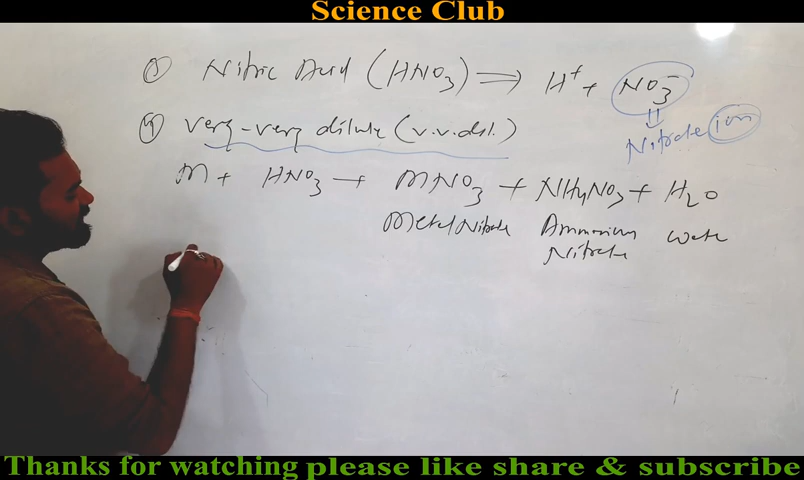 Science Club
① Nitric Acid (HNO₃) ⇒ H⁺ + NO₃⁻
④ very-very dilute (v.v.dil.)
Nitrate ion
M + HNO₃ → MNO₃ + NH₄NO₃ + H₂O
Metal Nitrate Ammonium Nitrate water
Thanks for watching please like share & subscribe